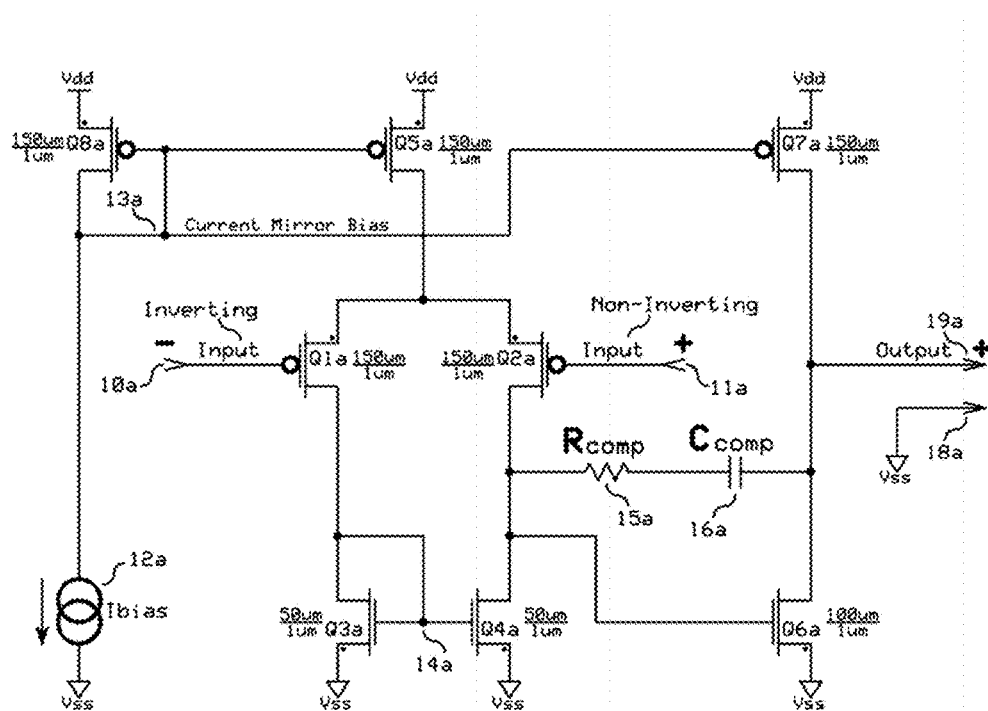 Vdd Vdd Vdd
150um/1um Q8a Q5a 150um/1um Q7a 150um/1um
13a
Current Mirror Bias
Inverting Non-Inverting
− Input Input +
10a Q1a 150um/1um 150um/1um Q2a 11a
19a
Output +
18a
Vss
Rcomp Ccomp
15a 16a
12a
Ibias
50um/1um Q3a Q4a 50um/1um Q6a 100um/1um
14a
Vss Vss Vss Vss